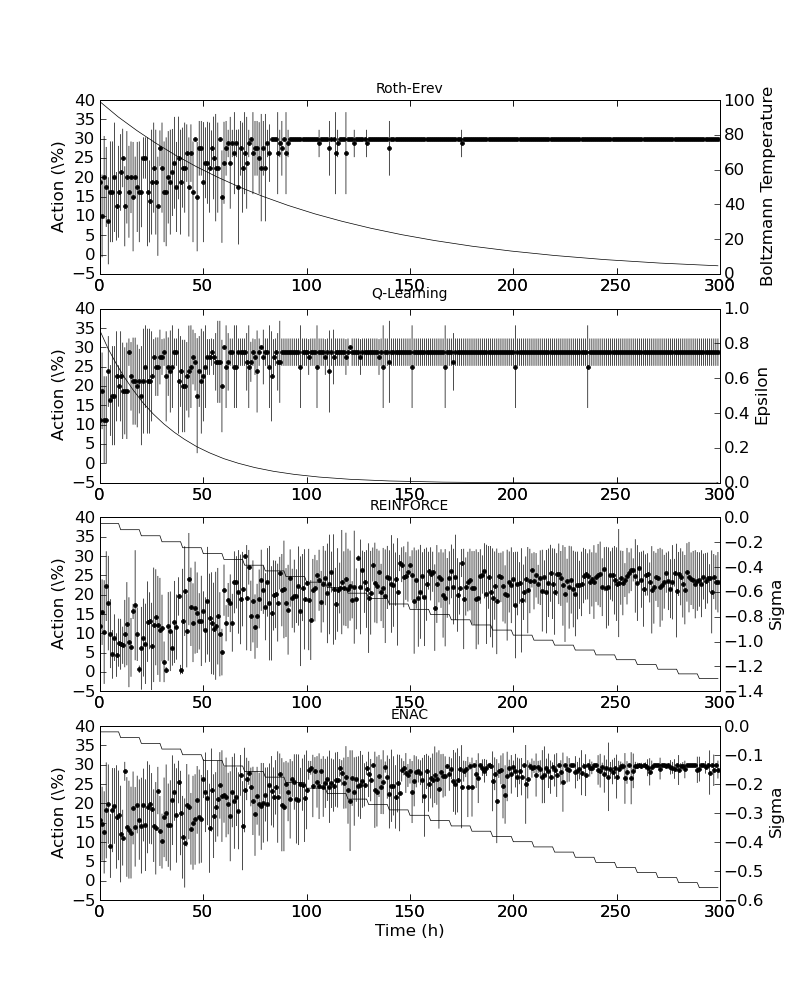 Roth-Erev
40 35 30 25 20 15 10 5 0 −5
Action (\%)
100 80 60 40 20 0
Boltzmann Temperature
0 50 100 150 200 250 300
Q-Learning
40 35 30 25 20 15 10 5 0 −5
Action (\%)
1.0 0.8 0.6 0.4 0.2 0.0
Epsilon
0 50 100 150 200 250 300
REINFORCE
40 35 30 25 20 15 10 5 0 −5
Action (\%)
0.0 −0.2 −0.4 −0.6 −0.8 −1.0 −1.2 −1.4
Sigma
0 50 100 150 200 250 300
ENAC
40 35 30 25 20 15 10 5 0 −5
Action (\%)
0.0 −0.1 −0.2 −0.3 −0.4 −0.5 −0.6
Sigma
0 50 100 150 200 250 300
Time (h)